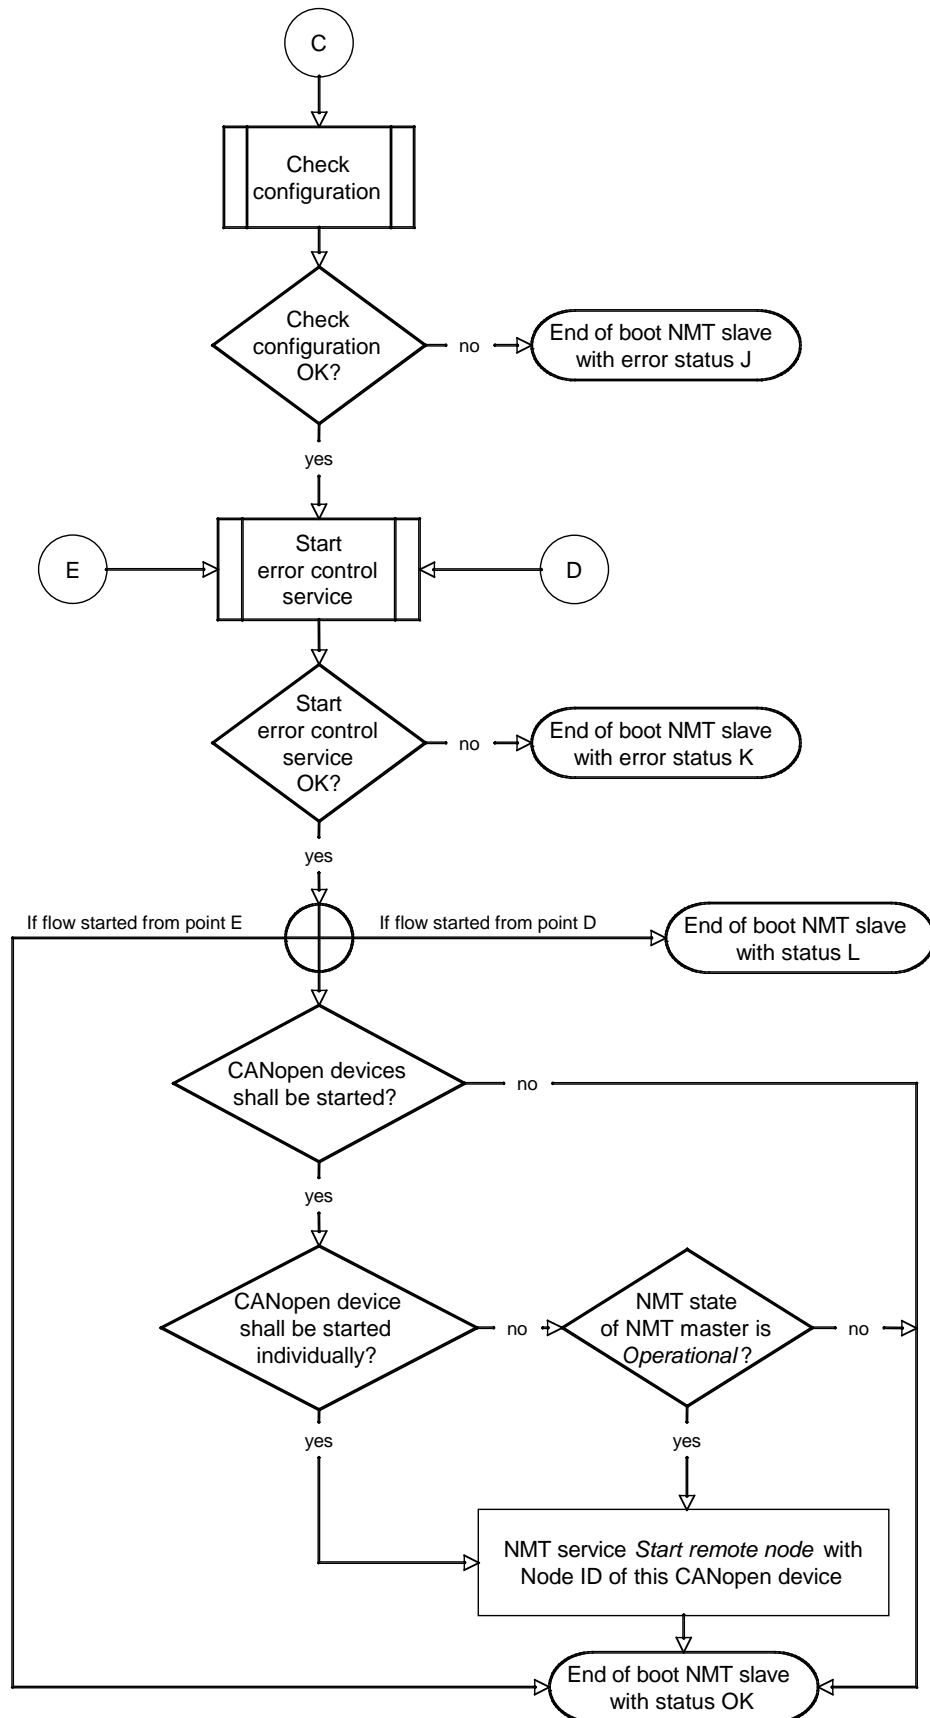 C
Check
configuration
Check
configuration
OK?
no
End of boot NMT slave
with error status J
yes
E
Start
error control
service
D
Start
error control
service
OK?
no
End of boot NMT slave
with error status K
yes
If flow started from point E
If flow started from point D
End of boot NMT slave
with status L
CANopen devices
shall be started?
no
yes
CANopen device
shall be started
individually?
no
NMT state
of NMT master is
Operational?
no
yes
yes
NMT service Start remote node with
Node ID of this CANopen device
End of boot NMT slave
with status OK